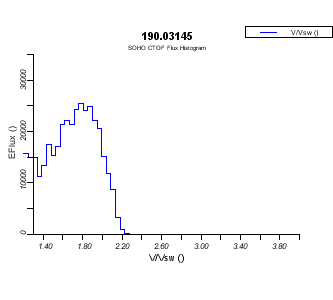 190.03145
SOHO CTOF Flux Histogram
V/Vsw ()
EFlux ()
30000
20000
10000
0
1.40 1.80 2.20 2.60 3.00 3.40 3.80
V/Vsw ()